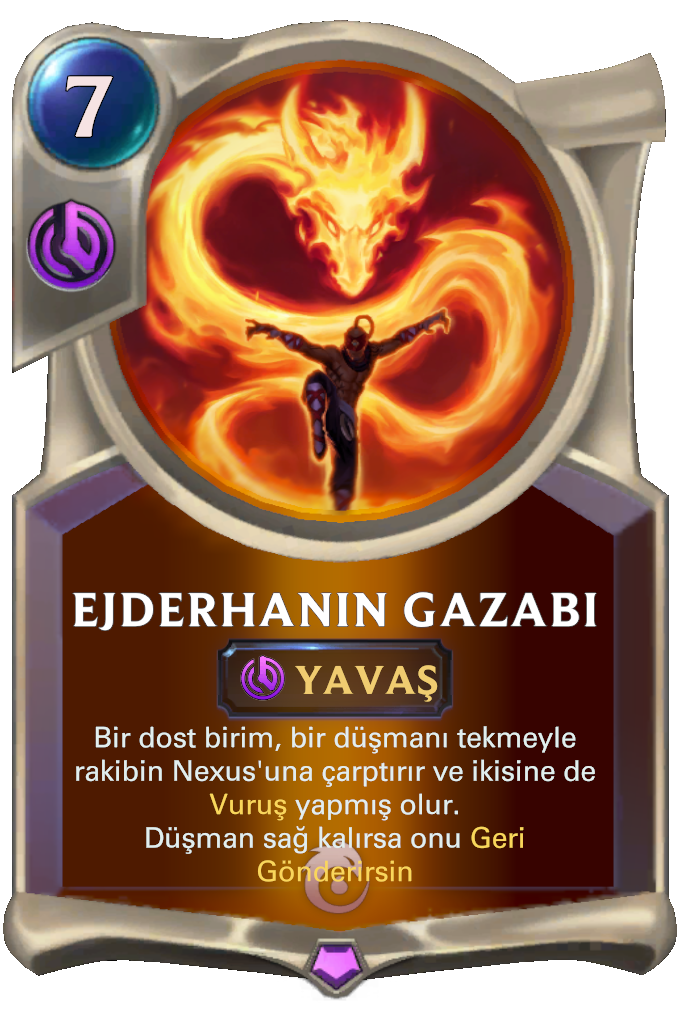 7
EJDERHANIN GAZABI
YAVAŞ
Bir dost birim, bir düşmanı tekmeyle
rakibin Nexus'una çarptırır ve ikisine de
Vuruş yapmış olur.
Düşman sağ kalırsa onu Geri
Gönderirsin